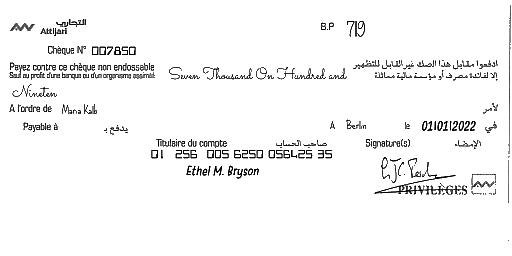 التجاري
Attijari
B.P 719
Chèque N° 007850
Payez contre ce chèque non endossable
Sauf au profit d'une banque ou d'un organisme assimilé
Seven Thousand On Hundred and
ادفعوا مقابل هذا الصك غير القابل للتظهير
إلا لفائدة مصرف أو مؤسسة مالية مماثلة
Nineten
A l'ordre de Mana Kalb
لأمر
Payable à
يدفع بـ
A Berlin le 01/01/2022 في
Titulaire du compte صاحب الحساب
Signature(s) الإمضاء
01 256 005 6250 056425 35
Ethel M. Bryson
PRIVILÈGES